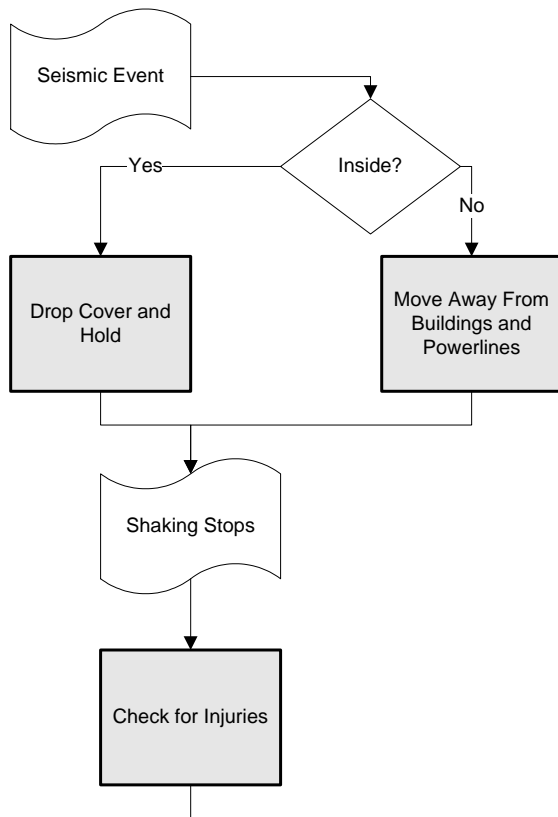 Seismic Event
Inside?
Yes
No
Drop Cover and
Hold
Move Away From
Buildings and
Powerlines
Shaking Stops
Check for Injuries